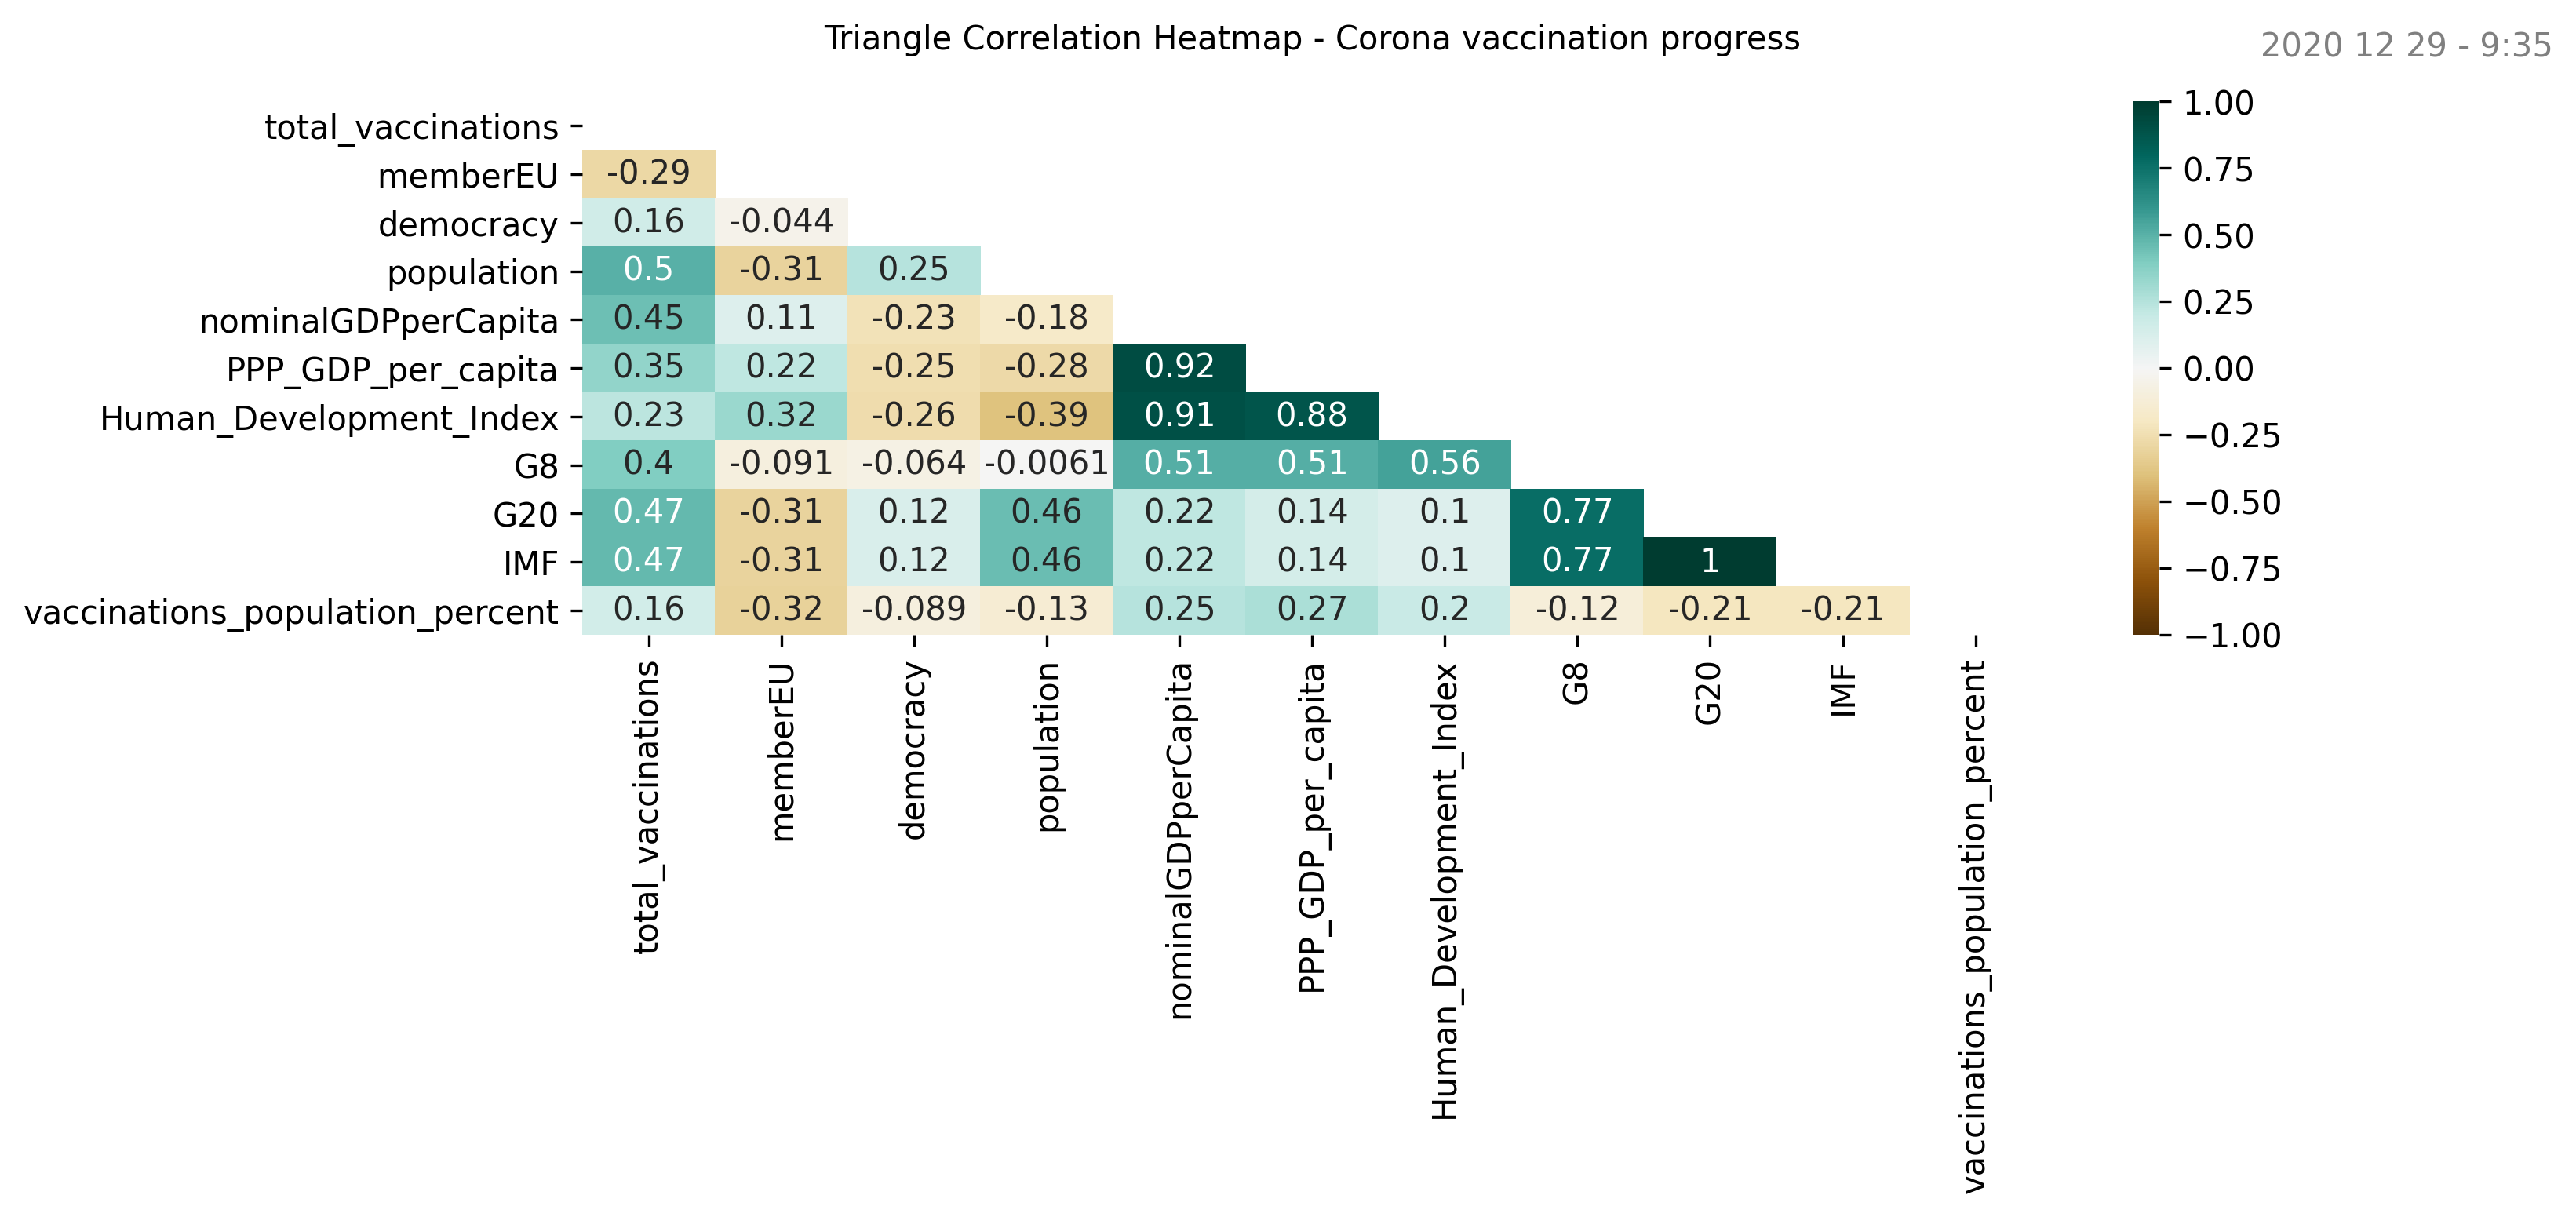 Triangle Correlation Heatmap - Corona vaccination progress
2020 12 29 - 9:35
total_vaccinations
memberEU -0.29
democracy 0.16 -0.044
population 0.5 -0.31 0.25
nominalGDPperCapita 0.45 0.11 -0.23 -0.18
PPP_GDP_per_capita 0.35 0.22 -0.25 -0.28 0.92
Human_Development_Index 0.23 0.32 -0.26 -0.39 0.91 0.88
G8 0.4 -0.091 -0.064 -0.0061 0.51 0.51 0.56
G20 0.47 -0.31 0.12 0.46 0.22 0.14 0.1 0.77
IMF 0.47 -0.31 0.12 0.46 0.22 0.14 0.1 0.77 1
vaccinations_population_percent 0.16 -0.32 -0.089 -0.13 0.25 0.27 0.2 -0.12 -0.21 -0.21
total_vaccinations
memberEU
democracy
population
nominalGDPperCapita
PPP_GDP_per_capita
Human_Development_Index
G8
G20
IMF
vaccinations_population_percent
1.00
0.75
0.50
0.25
0.00
−0.25
−0.50
−0.75
−1.00